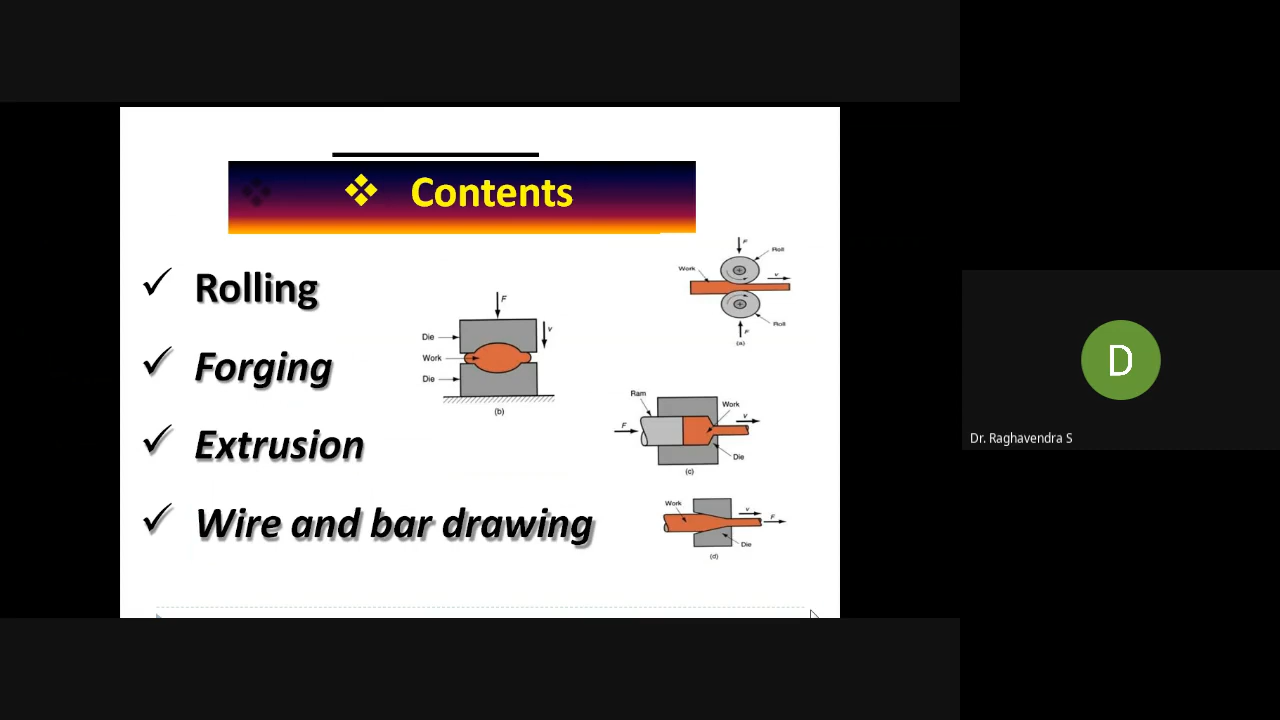 ❖ Contents
✓ Rolling
✓ Forging
✓ Extrusion
✓ Wire and bar drawing
F
v
Die
Work
Die
(b)
F
Roll
Work
v
Roll
F
(a)
Ram
Work
v
F
Die
(c)
Work
v
F
Die
(d)
D
Dr. Raghavendra S